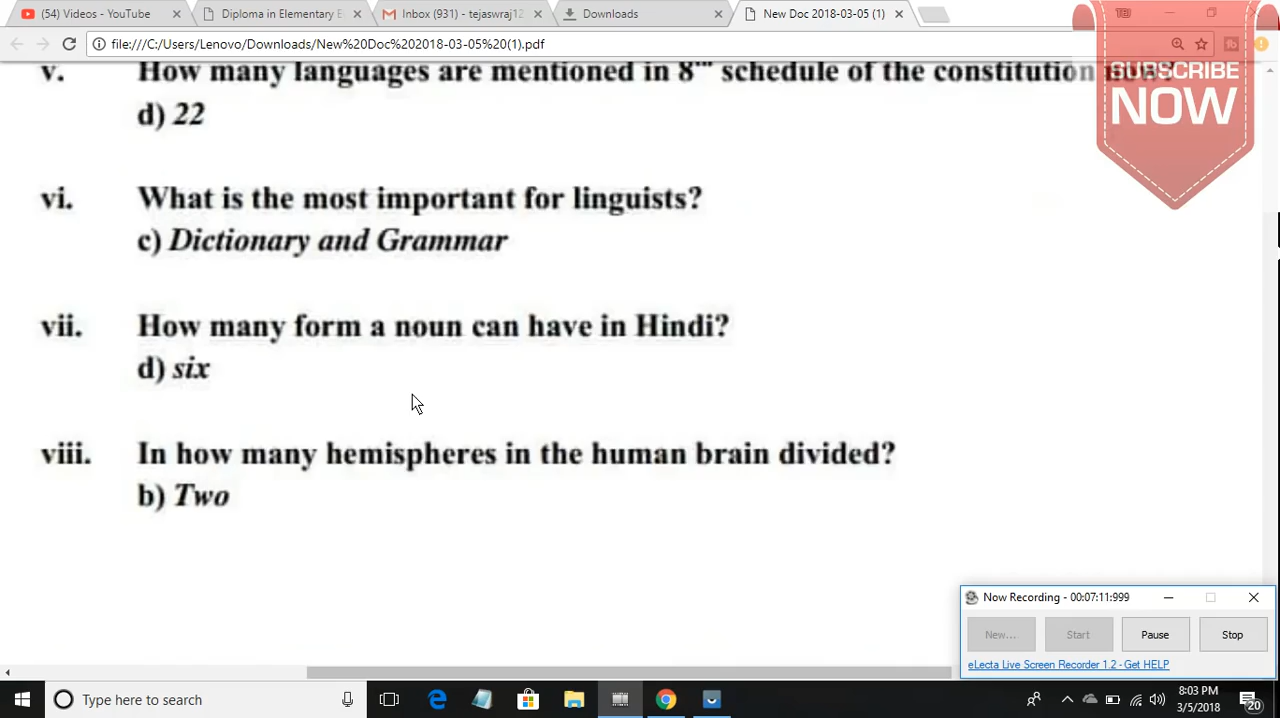 (54) Videos - YouTube
Diploma in Elementary E
Inbox (931) - tejaswraj12
Downloads
New Doc 2018-03-05 (1)
file:///C:/Users/Lenovo/Downloads/New%20Doc%202018-03-05%20(1).pdf
SUBSCRIBE
NOW
v. How many languages are mentioned in 8th schedule of the constitution
d) 22
vi. What is the most important for linguists?
c) Dictionary and Grammar
vii. How many form a noun can have in Hindi?
d) six
viii. In how many hemispheres in the human brain divided?
b) Two
Now Recording - 00:07:11:999
New... Start Pause Stop
eLecta Live Screen Recorder 1.2 - Get HELP
Type here to search
8:03 PM
3/5/2018
20